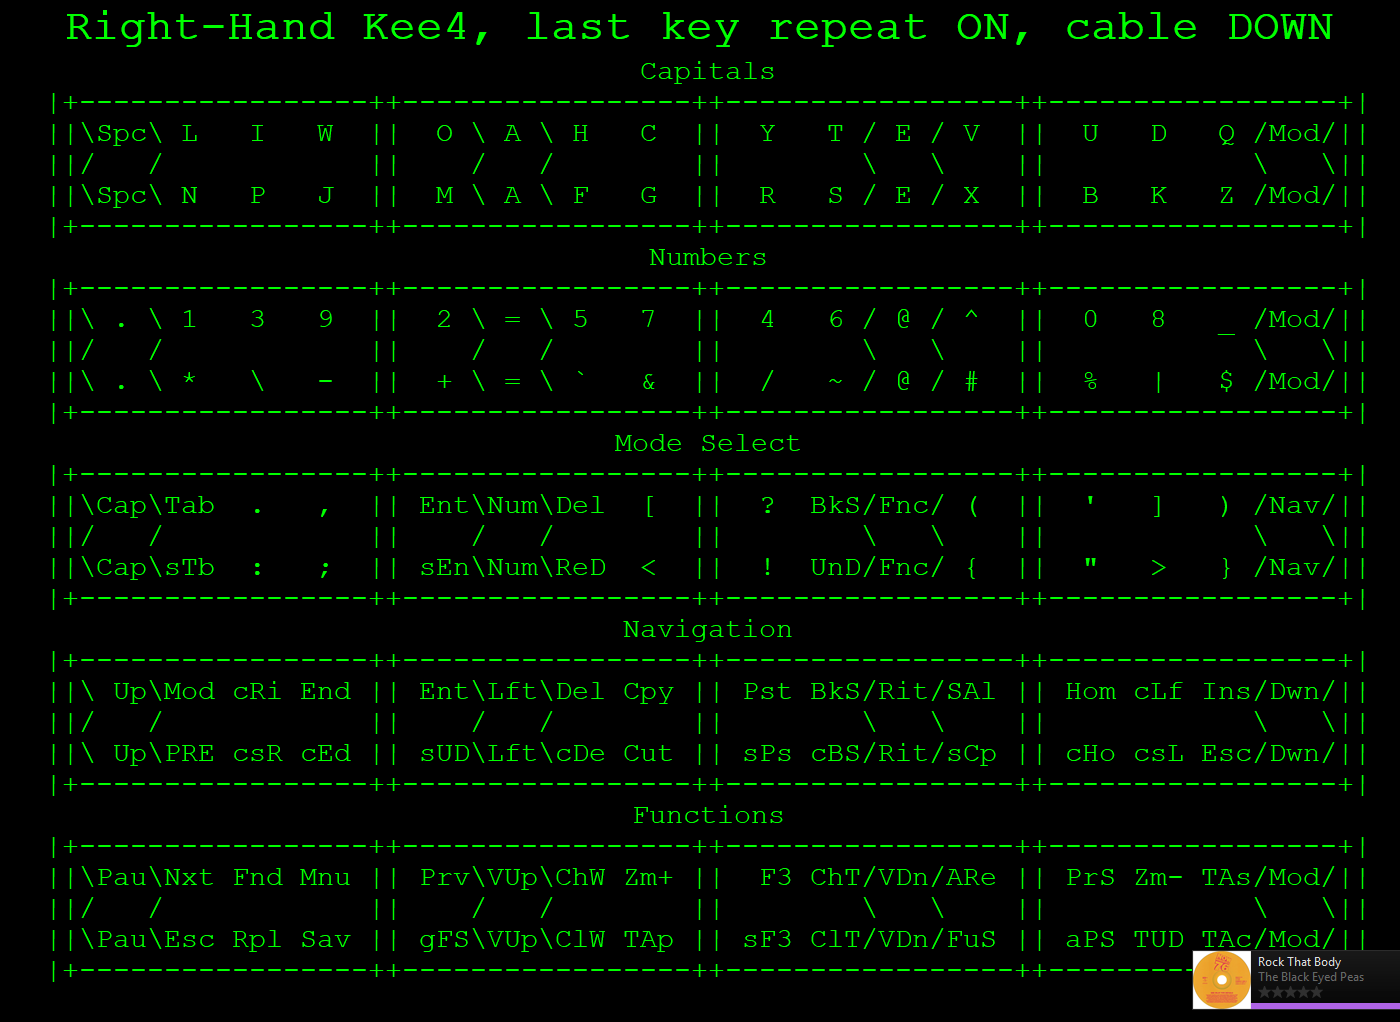 Right-Hand Kee4, last key repeat ON, cable DOWN
Capitals
|+-----------------++-----------------++-----------------++-----------------+|
||\Spc\ L   I   W  ||  O \ A \ H   C  ||  Y   T / E / V  ||  U   D   Q /Mod/||
||/   /            ||    /   /        ||        \   \    ||            \   \||
||\Spc\ N   P   J  ||  M \ A \ F   G  ||  R   S / E / X  ||  B   K   Z /Mod/||
|+-----------------++-----------------++-----------------++-----------------+|
Numbers
|+-----------------++-----------------++-----------------++-----------------+|
||\ . \ 1   3   9  ||  2 \ = \ 5   7  ||  4   6 / @ / ^  ||  0   8   _ /Mod/||
||/   /            ||    /   /        ||        \   \    ||            \   \||
||\ . \ *   \   -  ||  + \ = \ `   &  ||  /   ~ / @ / #  ||  %   |   $ /Mod/||
|+-----------------++-----------------++-----------------++-----------------+|
Mode Select
|+-----------------++-----------------++-----------------++-----------------+|
||\Cap\Tab  .   ,  || Ent\Num\Del  [  ||  ?  BkS/Fnc/ (  ||  '   ]   ) /Nav/||
||/   /            ||    /   /        ||        \   \    ||            \   \||
||\Cap\sTb  :   ;  || sEn\Num\ReD  <  ||  !  UnD/Fnc/ {  ||  "   >   } /Nav/||
|+-----------------++-----------------++-----------------++-----------------+|
Navigation
|+-----------------++-----------------++-----------------++-----------------+|
||\ Up\Mod cRi End || Ent\Lft\Del Cpy || Pst BkS/Rit/SAl || Hom cLf Ins/Dwn/||
||/   /            ||    /   /        ||        \   \    ||            \   \||
||\ Up\PRE csR cEd || sUD\Lft\cDe Cut || sPs cBS/Rit/sCp || cHo csL Esc/Dwn/||
|+-----------------++-----------------++-----------------++-----------------+|
Functions
|+-----------------++-----------------++-----------------++-----------------+|
||\Pau\Nxt Fnd Mnu || Prv\VUp\ChW Zm+ ||  F3 ChT/VDn/ARe || PrS Zm- TAs/Mod/||
||/   /            ||    /   /        ||        \   \    ||            \   \||
||\Pau\Esc Rpl Sav || gFS\VUp\ClW TAp || sF3 ClT/VDn/FuS || aPS TUD TAc/Mod/||
|+-----------------++-----------------++-----------------++--------
Rock That Body
The Black Eyed Peas